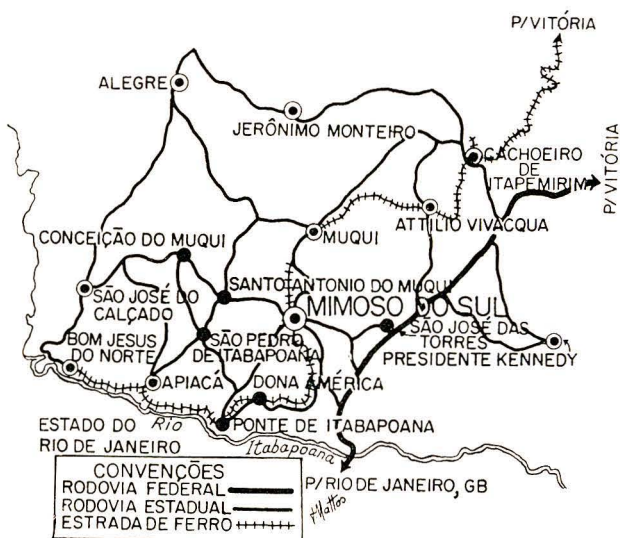 P/VITÓRIA
ALEGRE
JERÔNIMO MONTEIRO
CACHOEIRO
DE
ITAPEMIRIM
P/VITÓRIA
ATTILIO VIVACQUA
MUQUI
CONCEIÇÃO DO MUQUI
SANTO ANTONIO DO MUQUI
SÃO JOSÉ DO
CALÇADO
MIMOSO DO SUL
SÃO JOSÉ DAS
TORRES
PRESIDENTE KENNEDY
BOM JESUS
DO NORTE
SÃO PEDRO
DE ITABAPOANA
APIACÁ
DONA AMÉRICA
PONTE DE ITABAPOANA
ESTADO DO
RIO DE JANEIRO
Rio
Itabapoana
P/RIO DE JANEIRO, GB
CONVENÇÕES
RODOVIA FEDERAL
RODOVIA ESTADUAL
ESTRADA DE FERRO